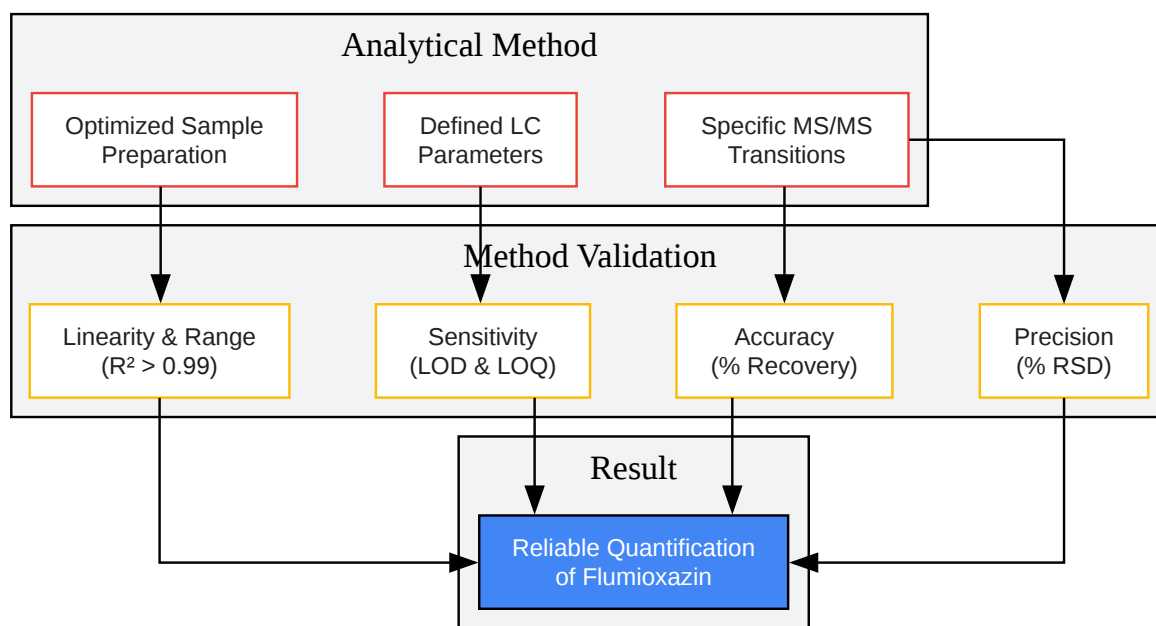 Analytical Method
Optimized Sample
Preparation
Defined LC
Parameters
Specific MS/MS
Transitions
Method Validation
Linearity & Range
(R² > 0.99)
Sensitivity
(LOD & LOQ)
Accuracy
(% Recovery)
Precision
(% RSD)
Result
Reliable Quantification
of Flumioxazin